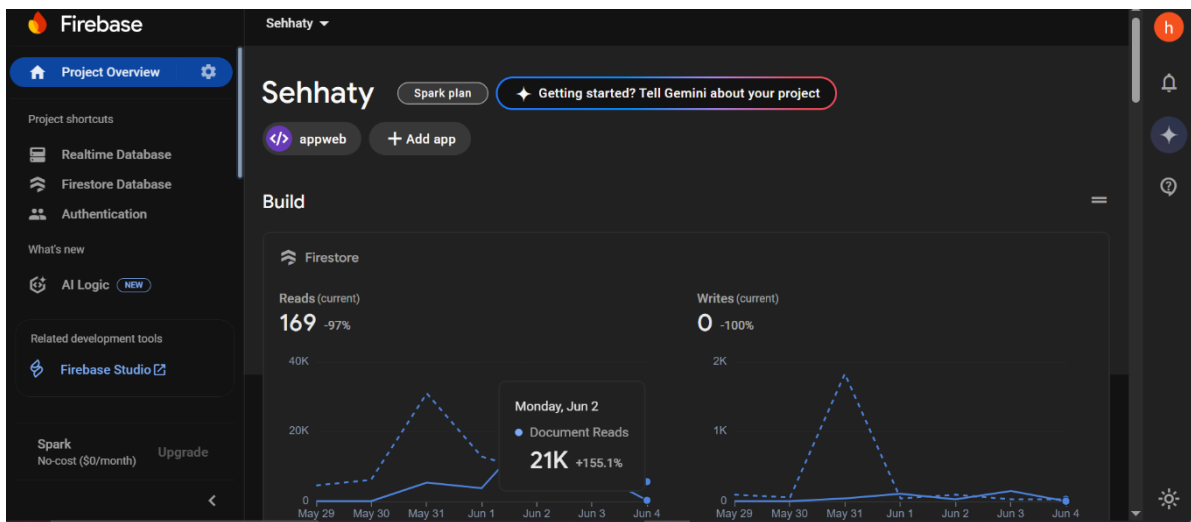 Firebase
Sehhaty
h
Project Overview
Sehhaty
Spark plan
Getting started? Tell Gemini about your project
Project shortcuts
appweb
+ Add app
Realtime Database
Firestore Database
Authentication
Build
What's new
AI Logic NEW
Firestore
Related development tools
Firebase Studio
Reads (current)
169 -97%
40K
20K
0
May 29 May 30 May 31 Jun 1 Jun 2 Jun 3 Jun 4
Monday, Jun 2
Document Reads
21K +155.1%
Writes (current)
0 -100%
2K
1K
0
May 29 May 30 May 31 Jun 1 Jun 2 Jun 3 Jun 4
Spark
No-cost ($0/month)
Upgrade